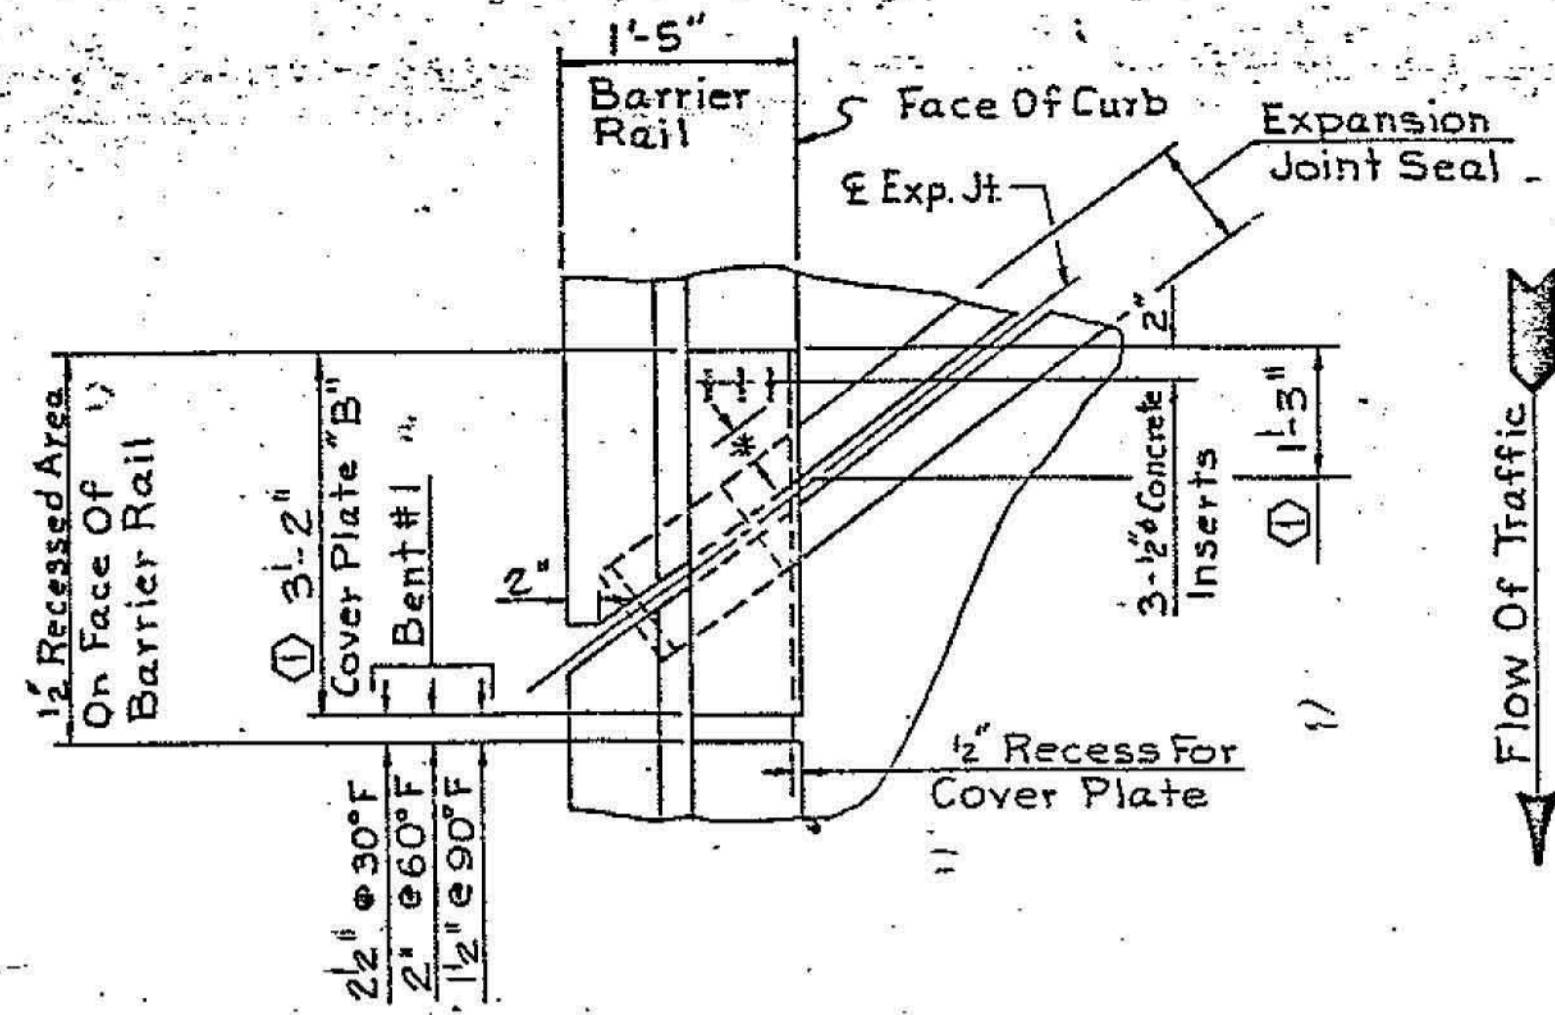 1'-5"
Barrier
Rail
Face Of Curb
Expansion
Joint Seal
℄ Exp. Jt.
2"
1'-3"
1
3-½"ϕ Concrete
Inserts
Flow Of Traffic
½" Recessed Area
On Face Of
Barrier Rail
1 3'-2"
Cover Plate "B"
Bent #1
2"
*
½" Recess For
Cover Plate
2½" @ 30°F
2" @ 60°F
1½" @ 90°F